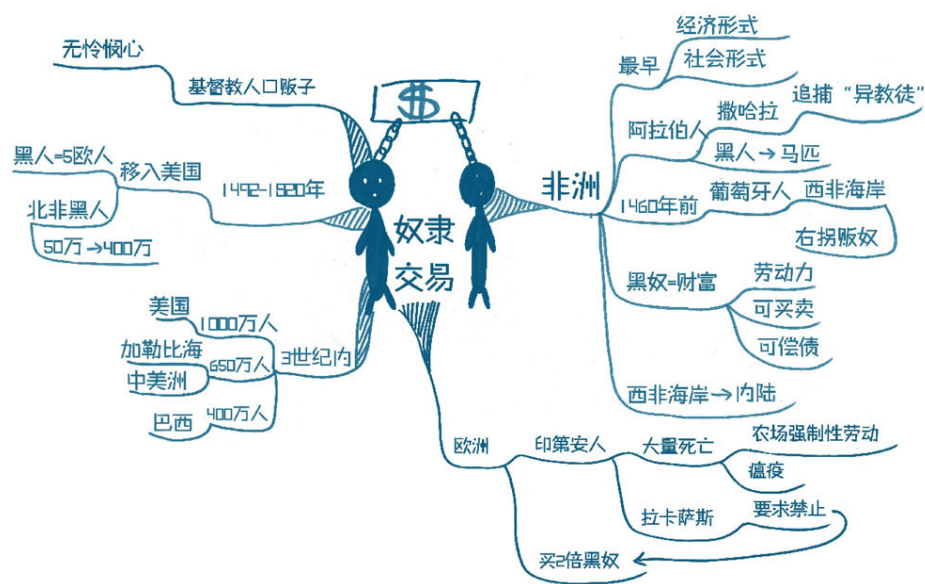 奴隶
交易
$
非洲
最早
经济形式
社会形式
阿拉伯人
撒哈拉
追捕“异教徒”
黑人→马匹
1460年前
葡萄牙人
西非海岸
右拐贩奴
黑奴=财富
劳动力
可买卖
可偿债
西非海岸→内陆
欧洲
印第安人
大量死亡
农场强制性劳动
瘟疫
拉卡萨斯
要求禁止
买2倍黑奴
3世纪内
1000万人
美国
650万人
加勒比海
中美洲
400万人
巴西
1492-1820年
移入美国
黑人=5欧人
北非黑人
50万→400万
基督教人口贩子
无怜悯心